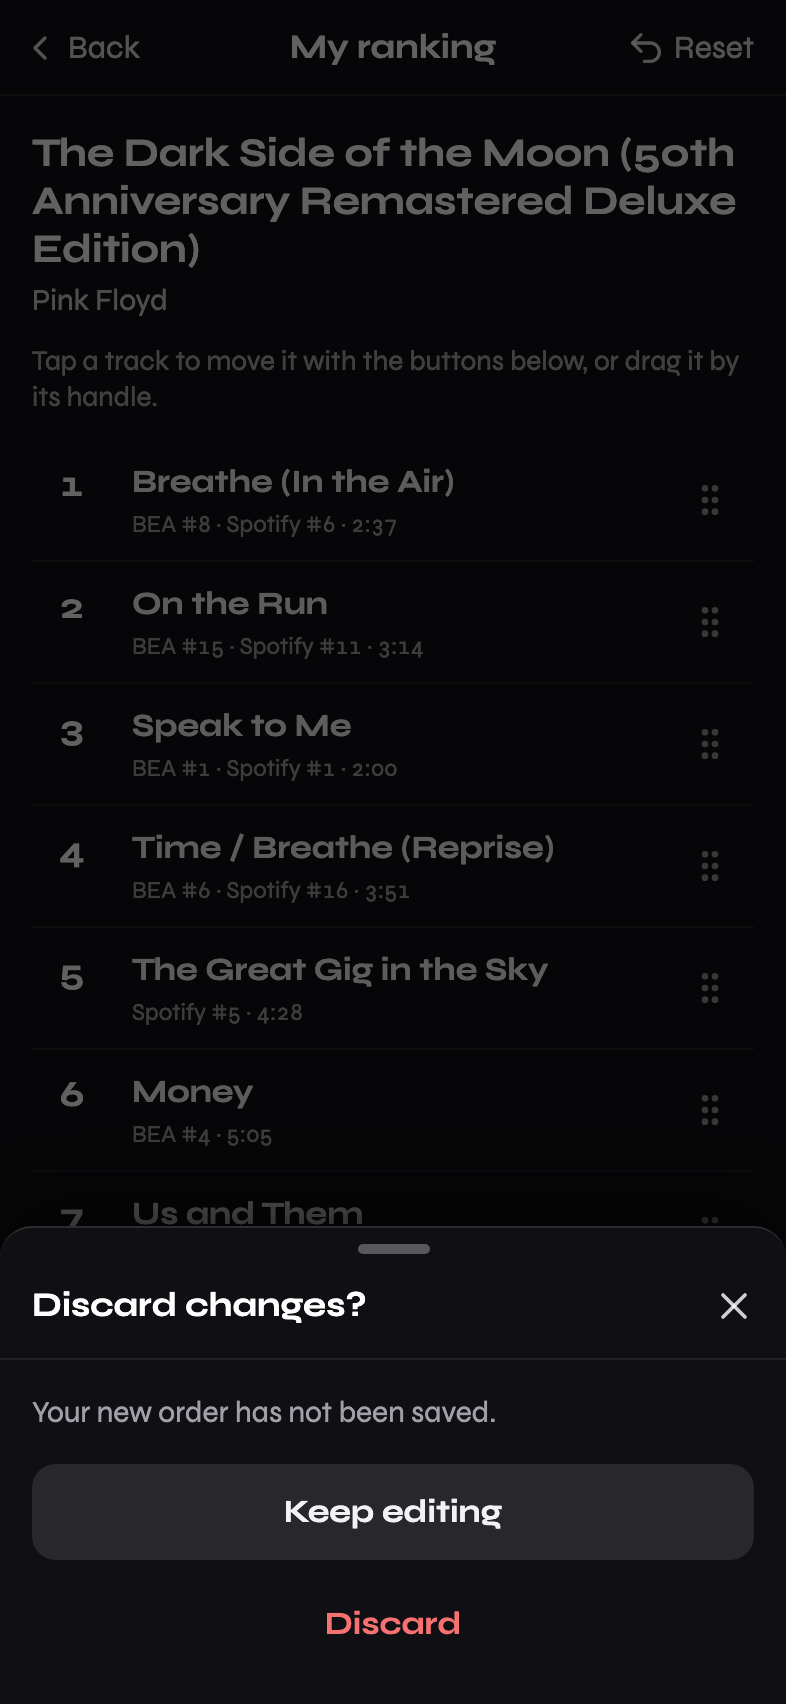 Back
My ranking
Reset
The Dark Side of the Moon (50th
Anniversary Remastered Deluxe
Edition)
Pink Floyd
Tap a track to move it with the buttons below, or drag it by
its handle.
1
Breathe (In the Air)
BEA #8 · Spotify #6 · 2:37
2
On the Run
BEA #15 · Spotify #11 · 3:14
3
Speak to Me
BEA #1 · Spotify #1 · 2:00
4
Time / Breathe (Reprise)
BEA #6 · Spotify #16 · 3:51
5
The Great Gig in the Sky
Spotify #5 · 4:28
6
Money
BEA #4 · 5:05
7
Us and Them
Discard changes?
Your new order has not been saved.
Keep editing
Discard